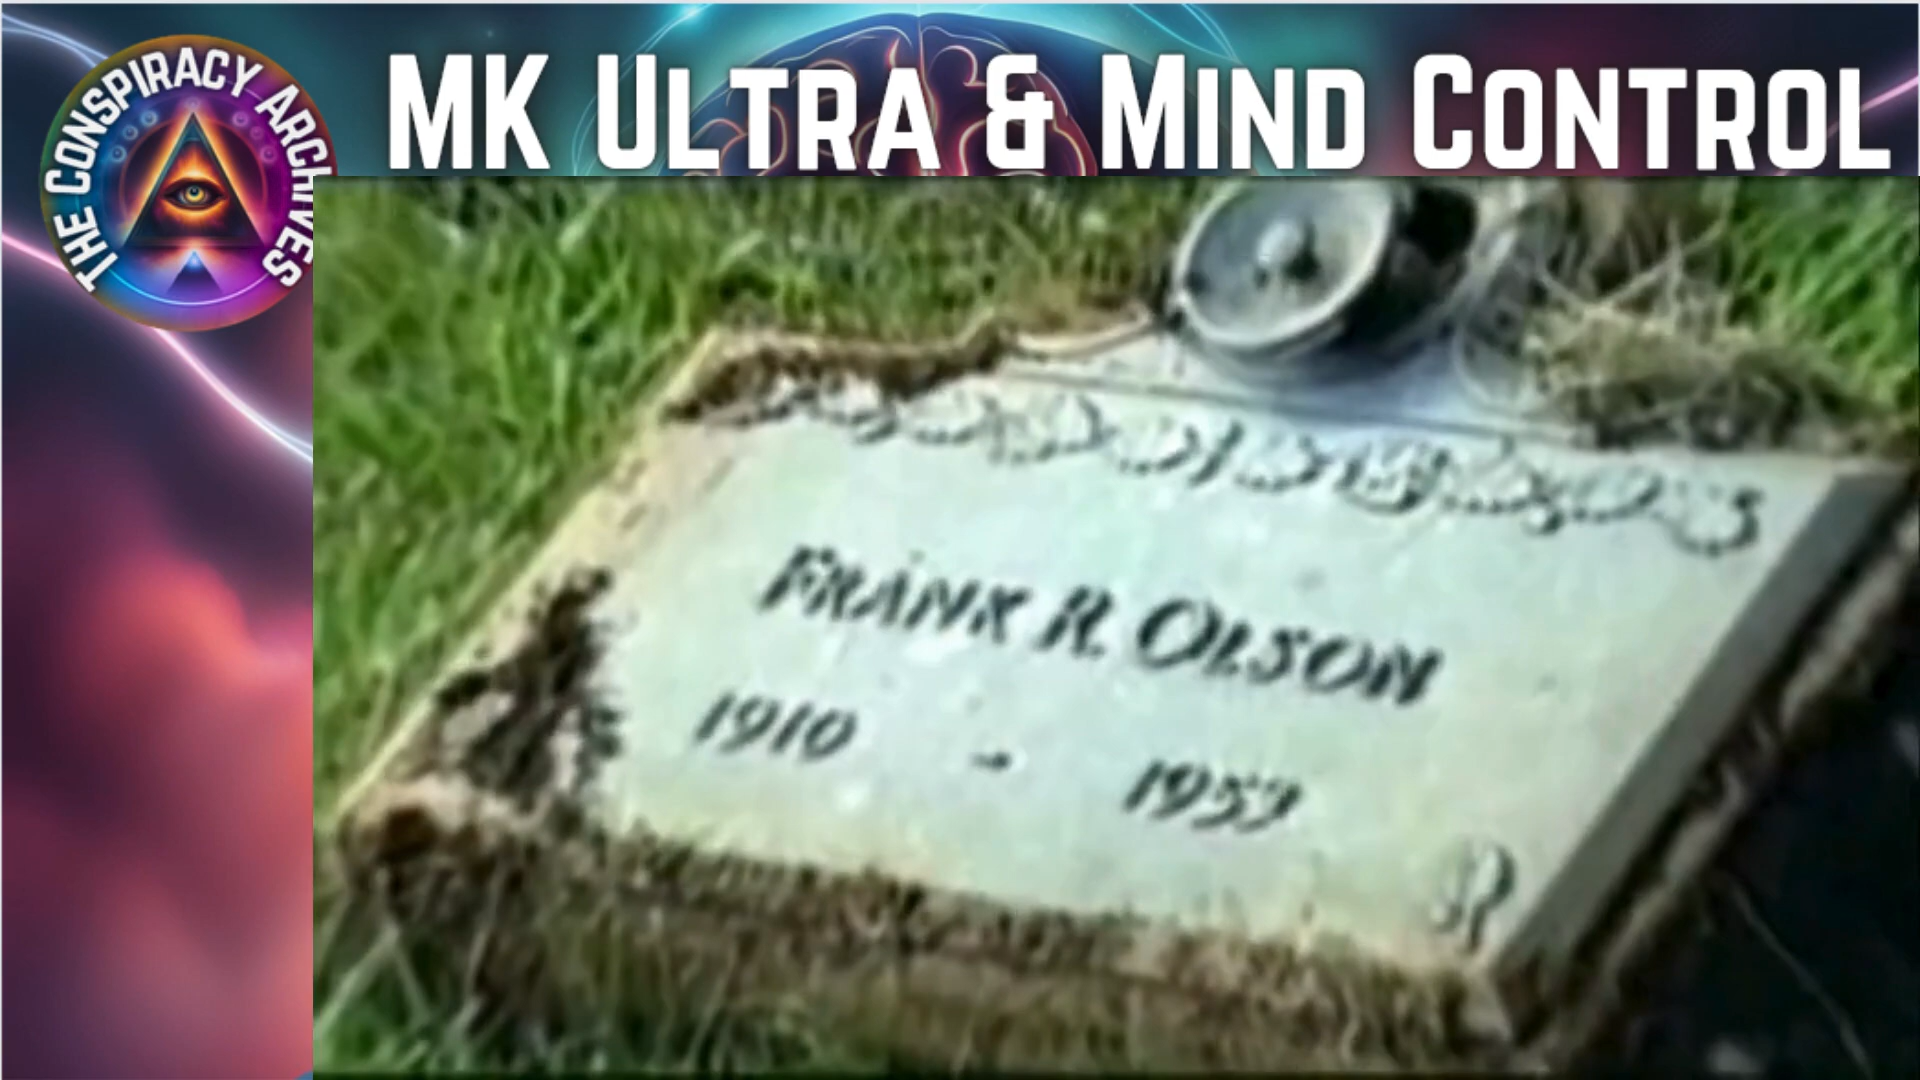 THE CONSPIRACY ARCHIVES
MK ULTRA & MIND CONTROL
FRANK R. OLSON
1910 - 1953